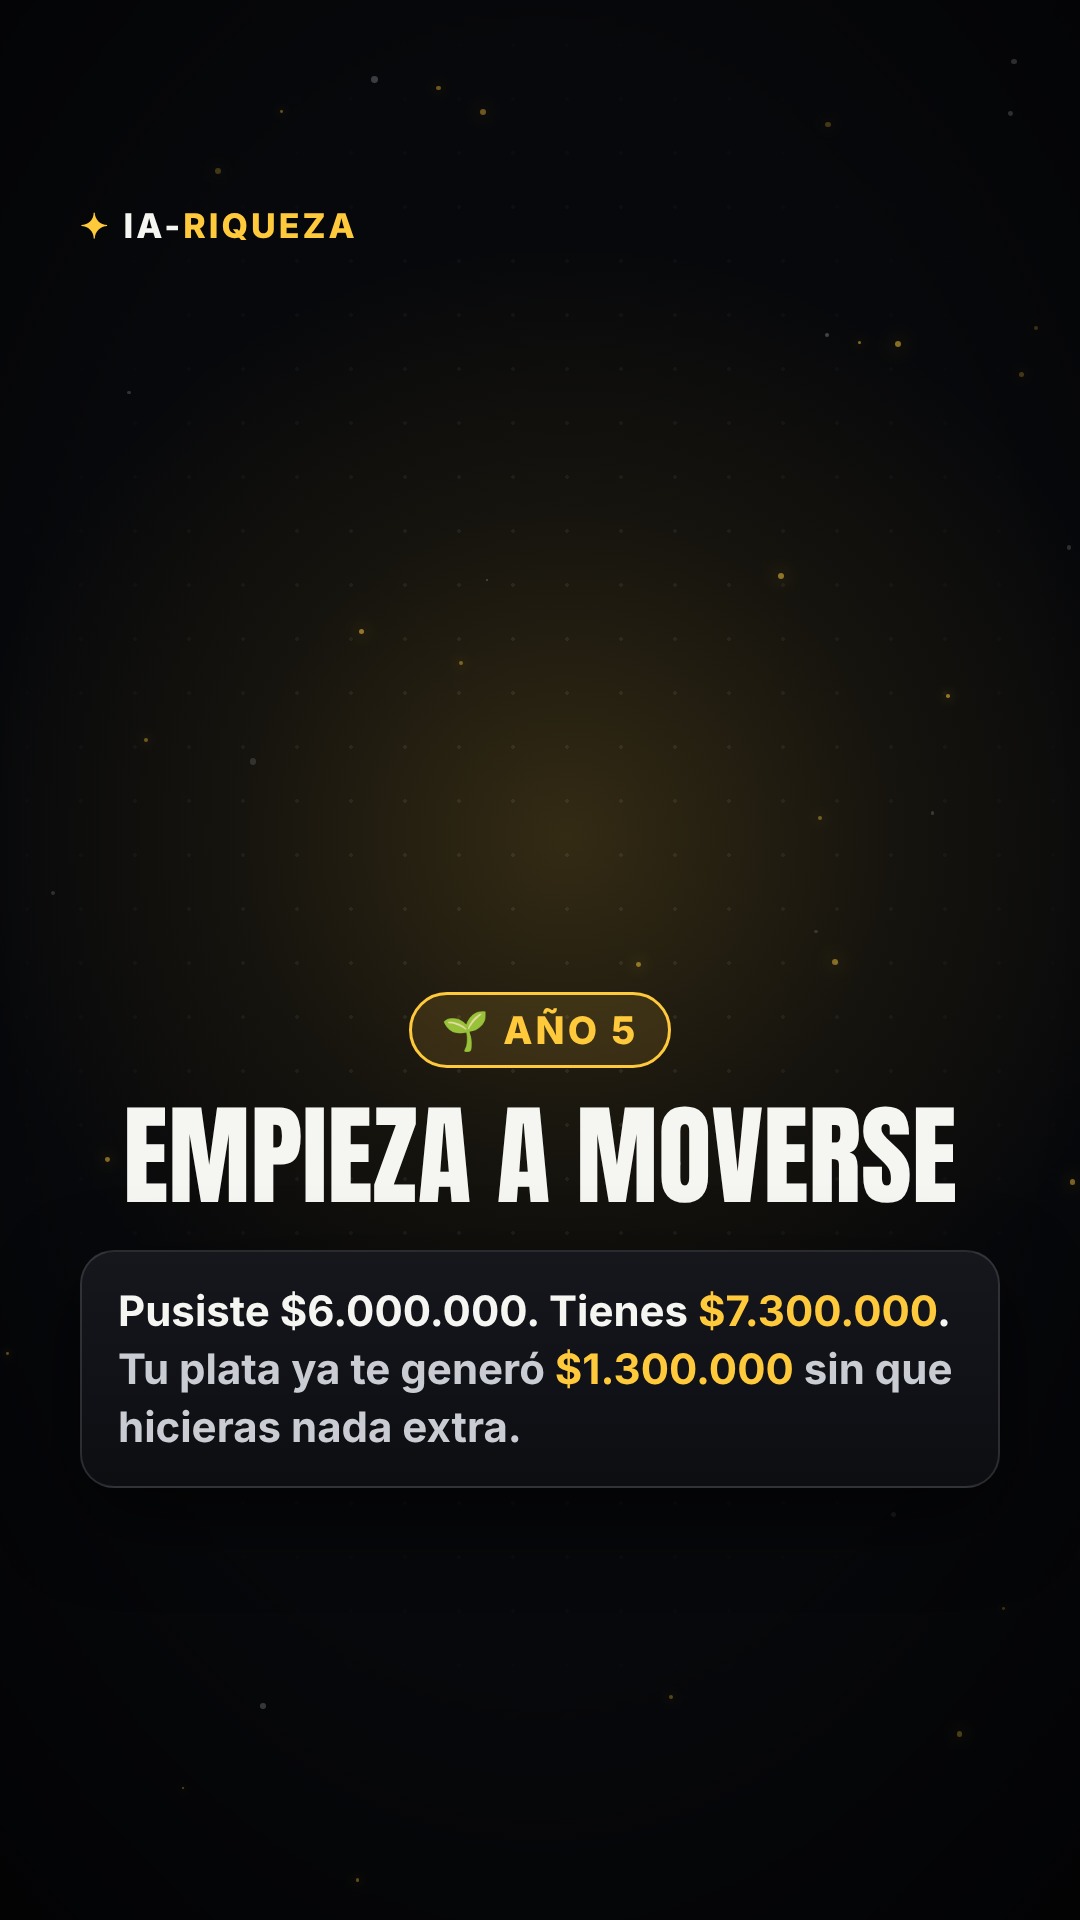 ✦ IA-RIQUEZA
🌱 AÑO 5
EMPIEZA A MOVERSE
Pusiste $6.000.000. Tienes $7.300.000.
Tu plata ya te generó $1.300.000 sin que
hicieras nada extra.